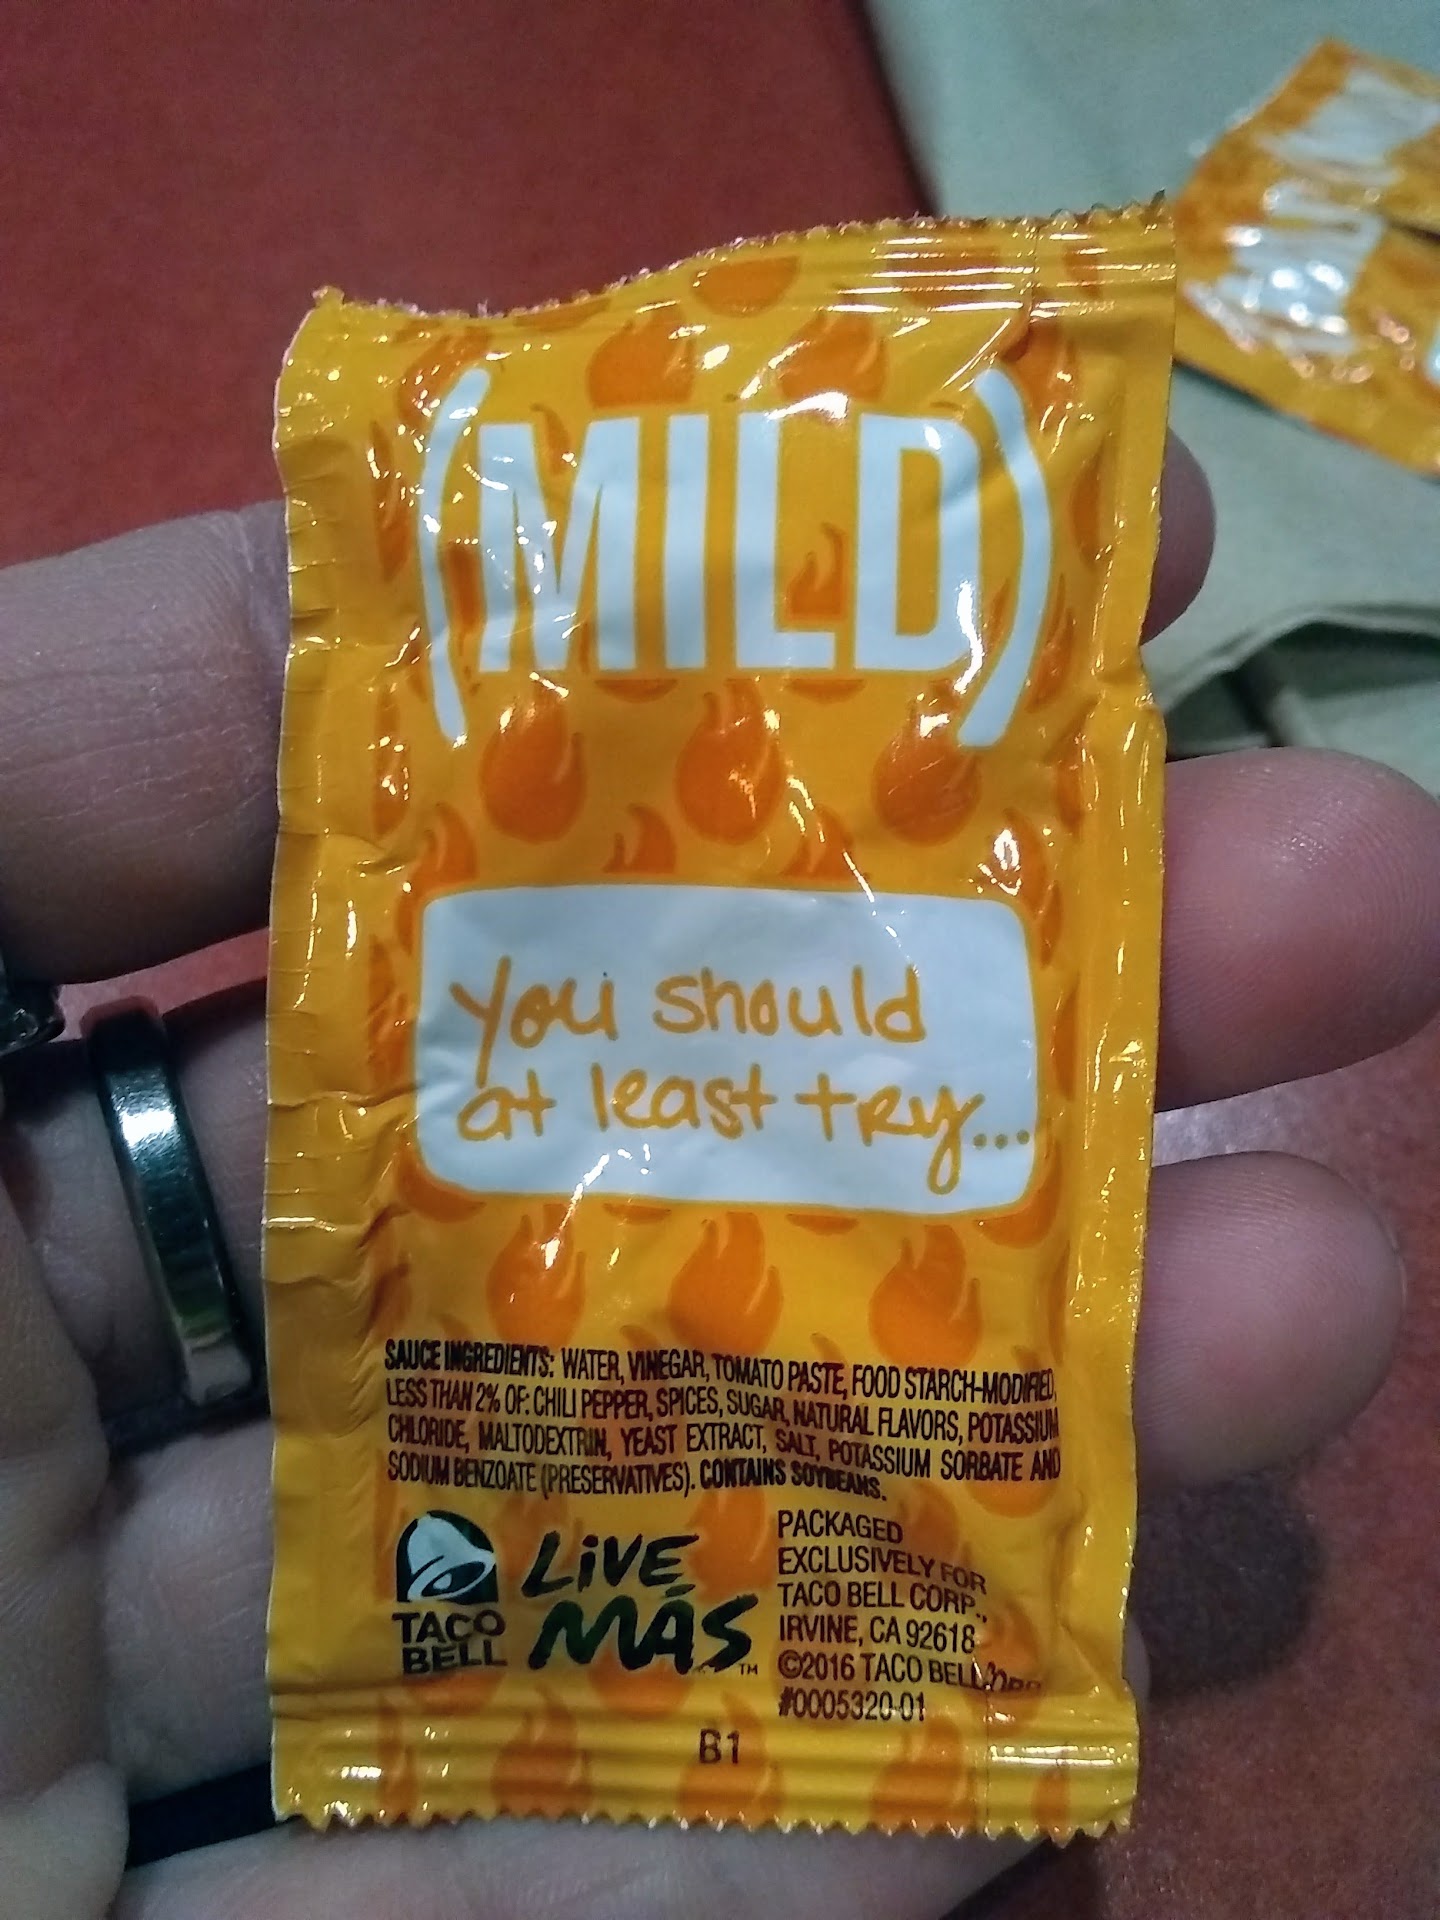 (MILD)
you should
at least try...
SAUCE INGREDIENTS: WATER, VINEGAR, TOMATO PASTE, FOOD STARCH-MODIFIED,
LESS THAN 2% OF: CHILI PEPPER, SPICES, SUGAR, NATURAL FLAVORS, POTASSIUM
CHLORIDE, MALTODEXTRIN, YEAST EXTRACT, SALT, POTASSIUM SORBATE AND
SODIUM BENZOATE (PRESERVATIVES). CONTAINS SOYBEANS.
TACO
BELL
LiVE
MÁS™
PACKAGED
EXCLUSIVELY FOR
TACO BELL CORP.,
IRVINE, CA 92618
©2016 TACO BELL CORP.
#0005320-01
B1